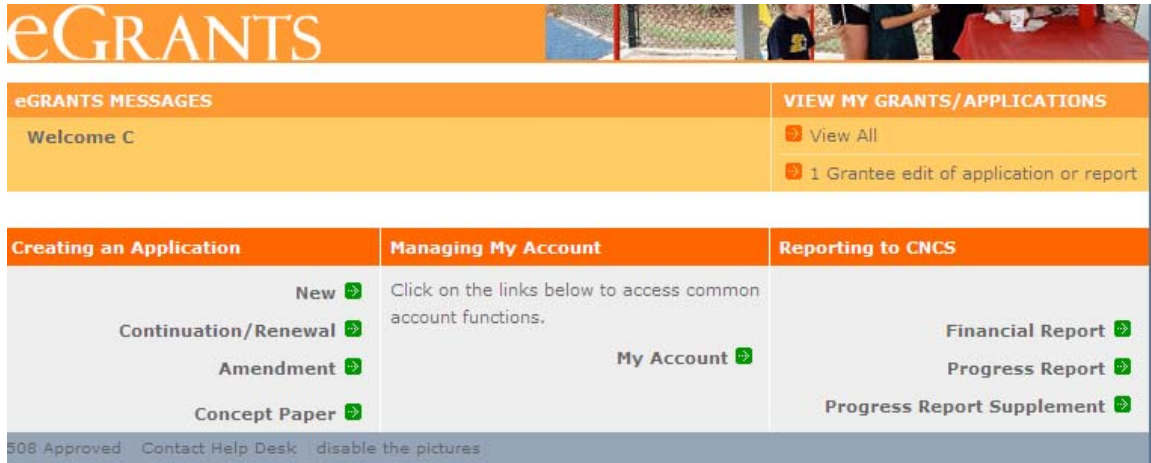 eGRANTS
eGRANTS MESSAGES
Welcome C
VIEW MY GRANTS/APPLICATIONS
View All
1 Grantee edit of application or report
Creating an Application
New
Continuation/Renewal
Amendment
Concept Paper
Managing My Account
Click on the links below to access common
account functions.
My Account
Reporting to CNCS
Financial Report
Progress Report
Progress Report Supplement
508 Approved Contact Help Desk disable the pictures